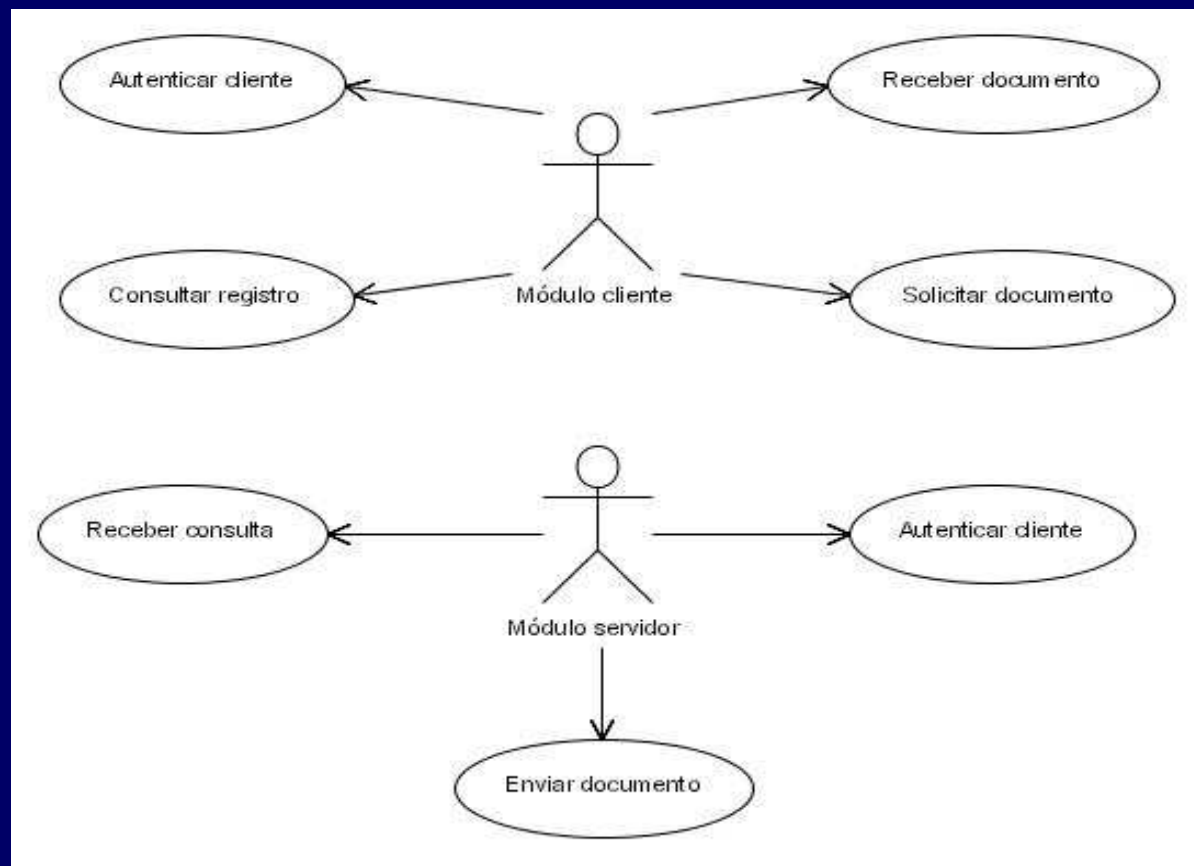 Autenticar cliente
Receber documento
Consultar registro
Módulo cliente
Solicitar documento
Receber consulta
Autenticar cliente
Módulo servidor
Enviar documento